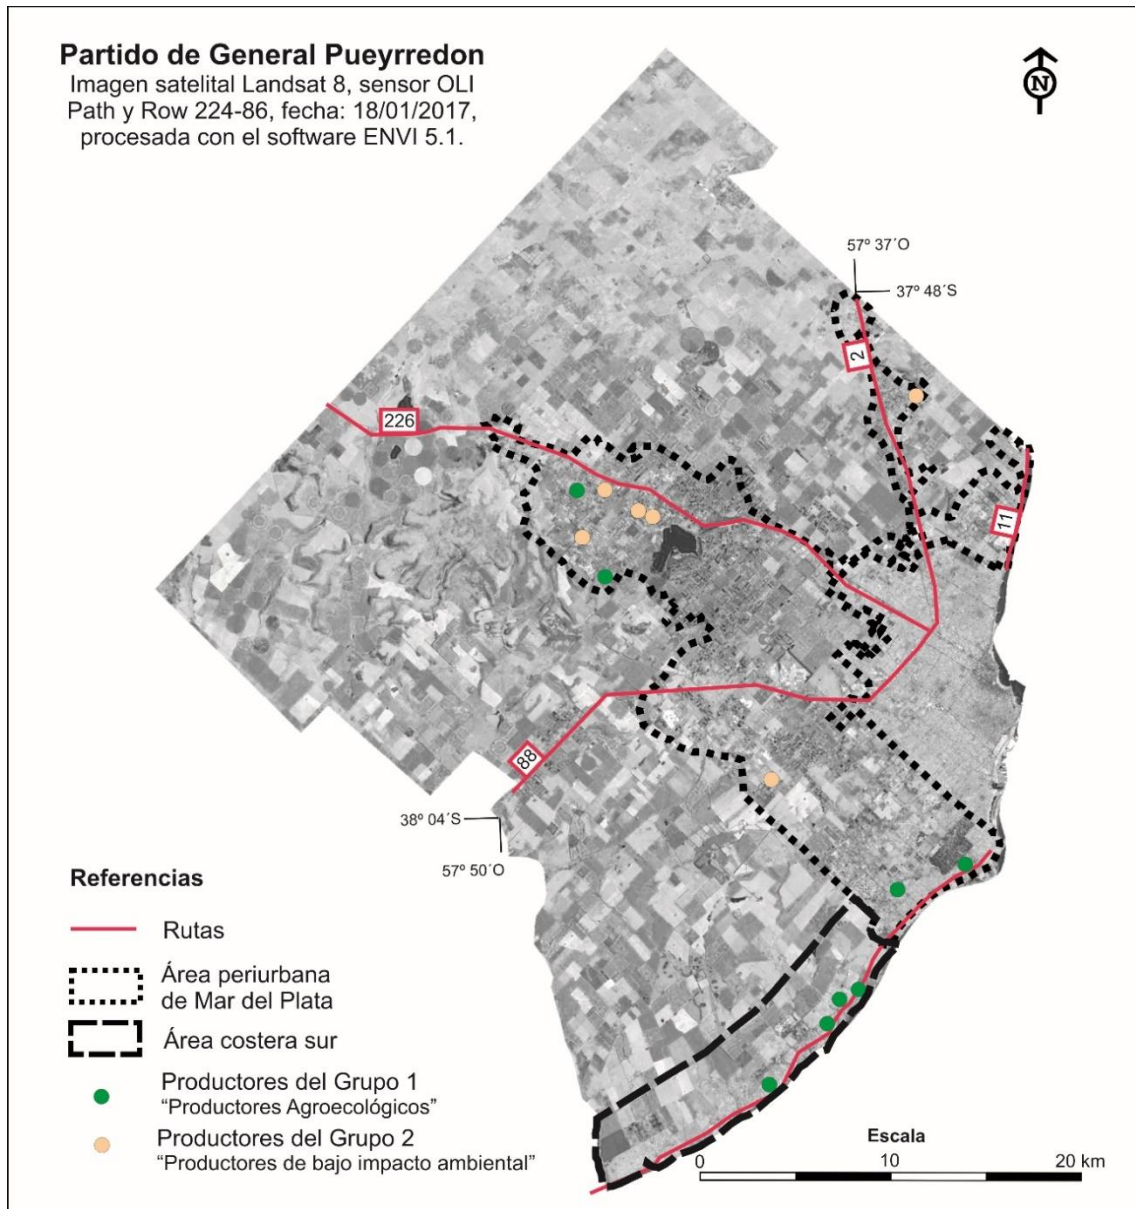 Partido de General Pueyrredon
Imagen satelital Landsat 8, sensor OLI
Path y Row 224-86, fecha: 18/01/2017,
procesada con el software ENVI 5.1.
N
57º 37´O
37º 48´S
2
226
11
88
38º 04´S
57º 50´O
Referencias
Rutas
Área periurbana
de Mar del Plata
Área costera sur
Productores del Grupo 1
“Productores Agroecológicos”
Productores del Grupo 2
“Productores de bajo impacto ambiental”
Escala
0 10 20 km